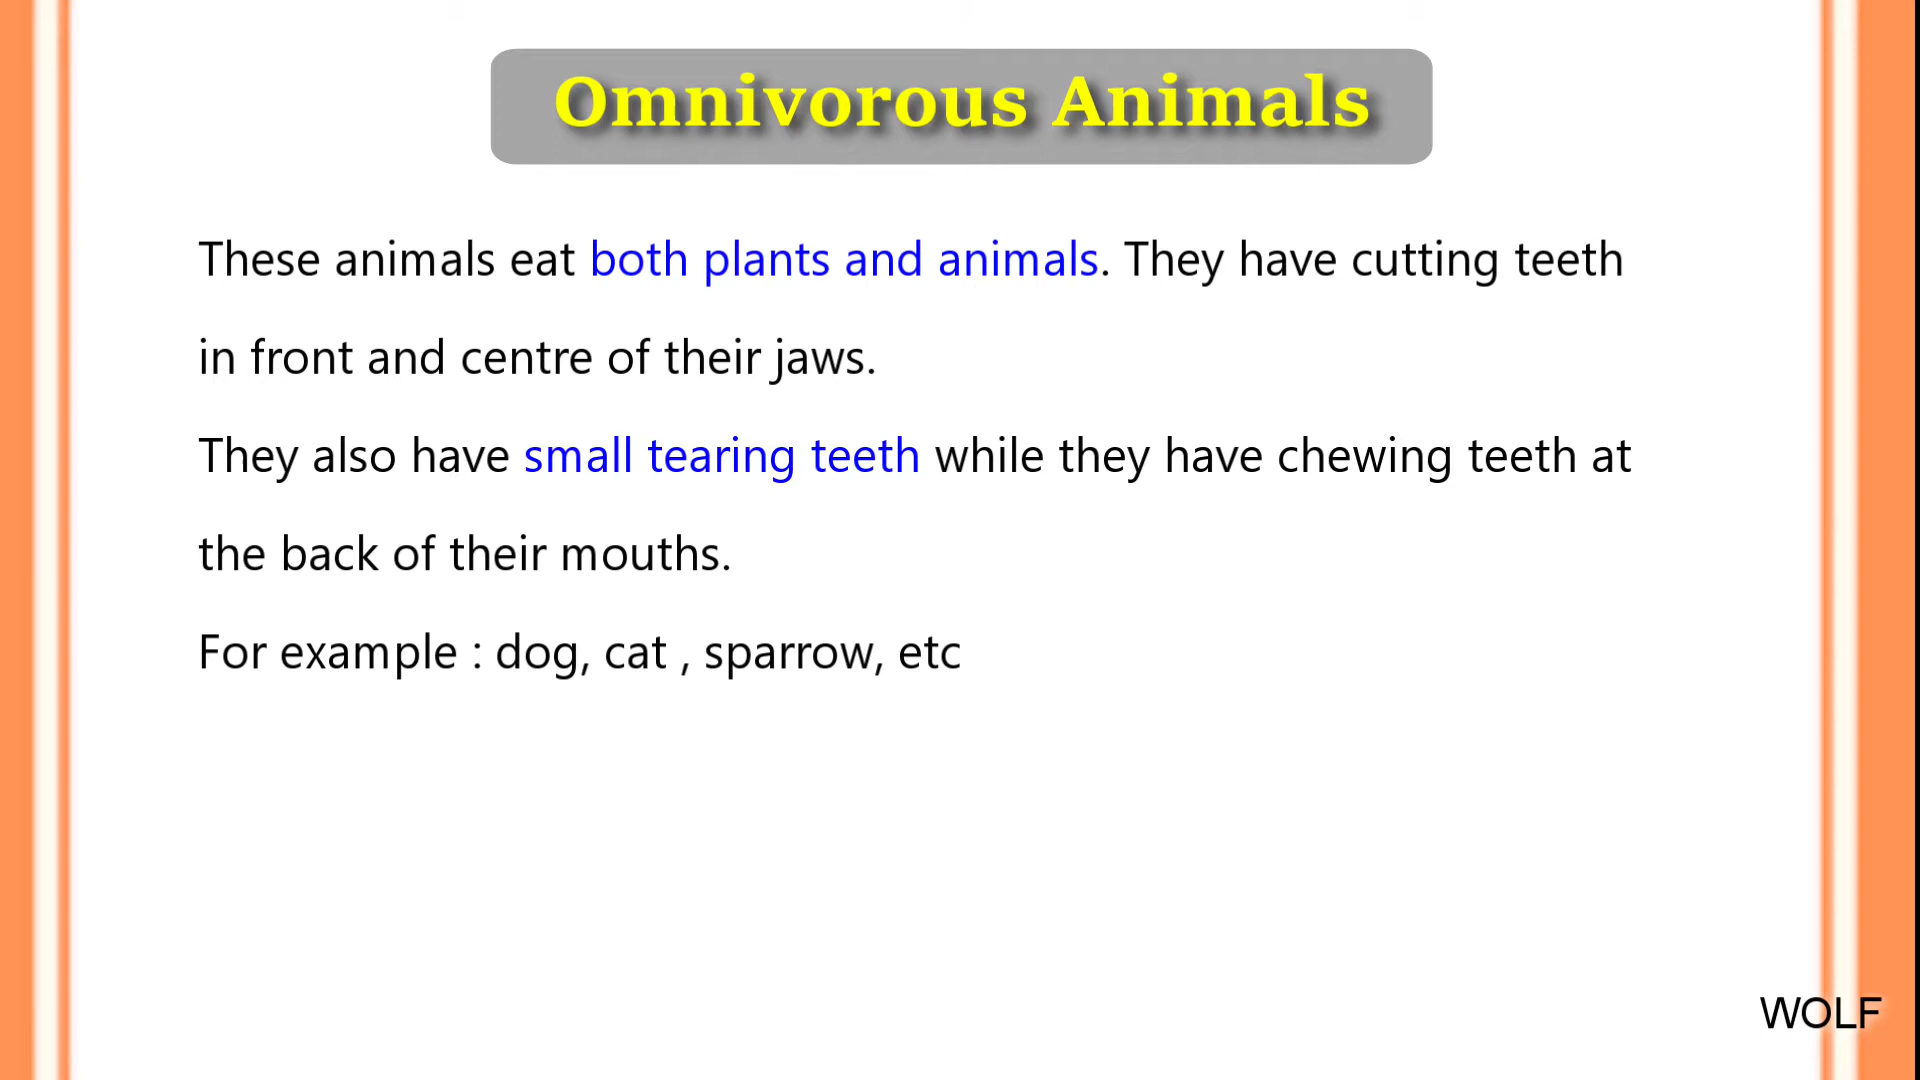 Omnivorous Animals
These animals eat both plants and animals. They have cutting teeth
in front and centre of their jaws.
They also have small tearing teeth while they have chewing teeth at
the back of their mouths.
For example : dog, cat , sparrow, etc
WOLF